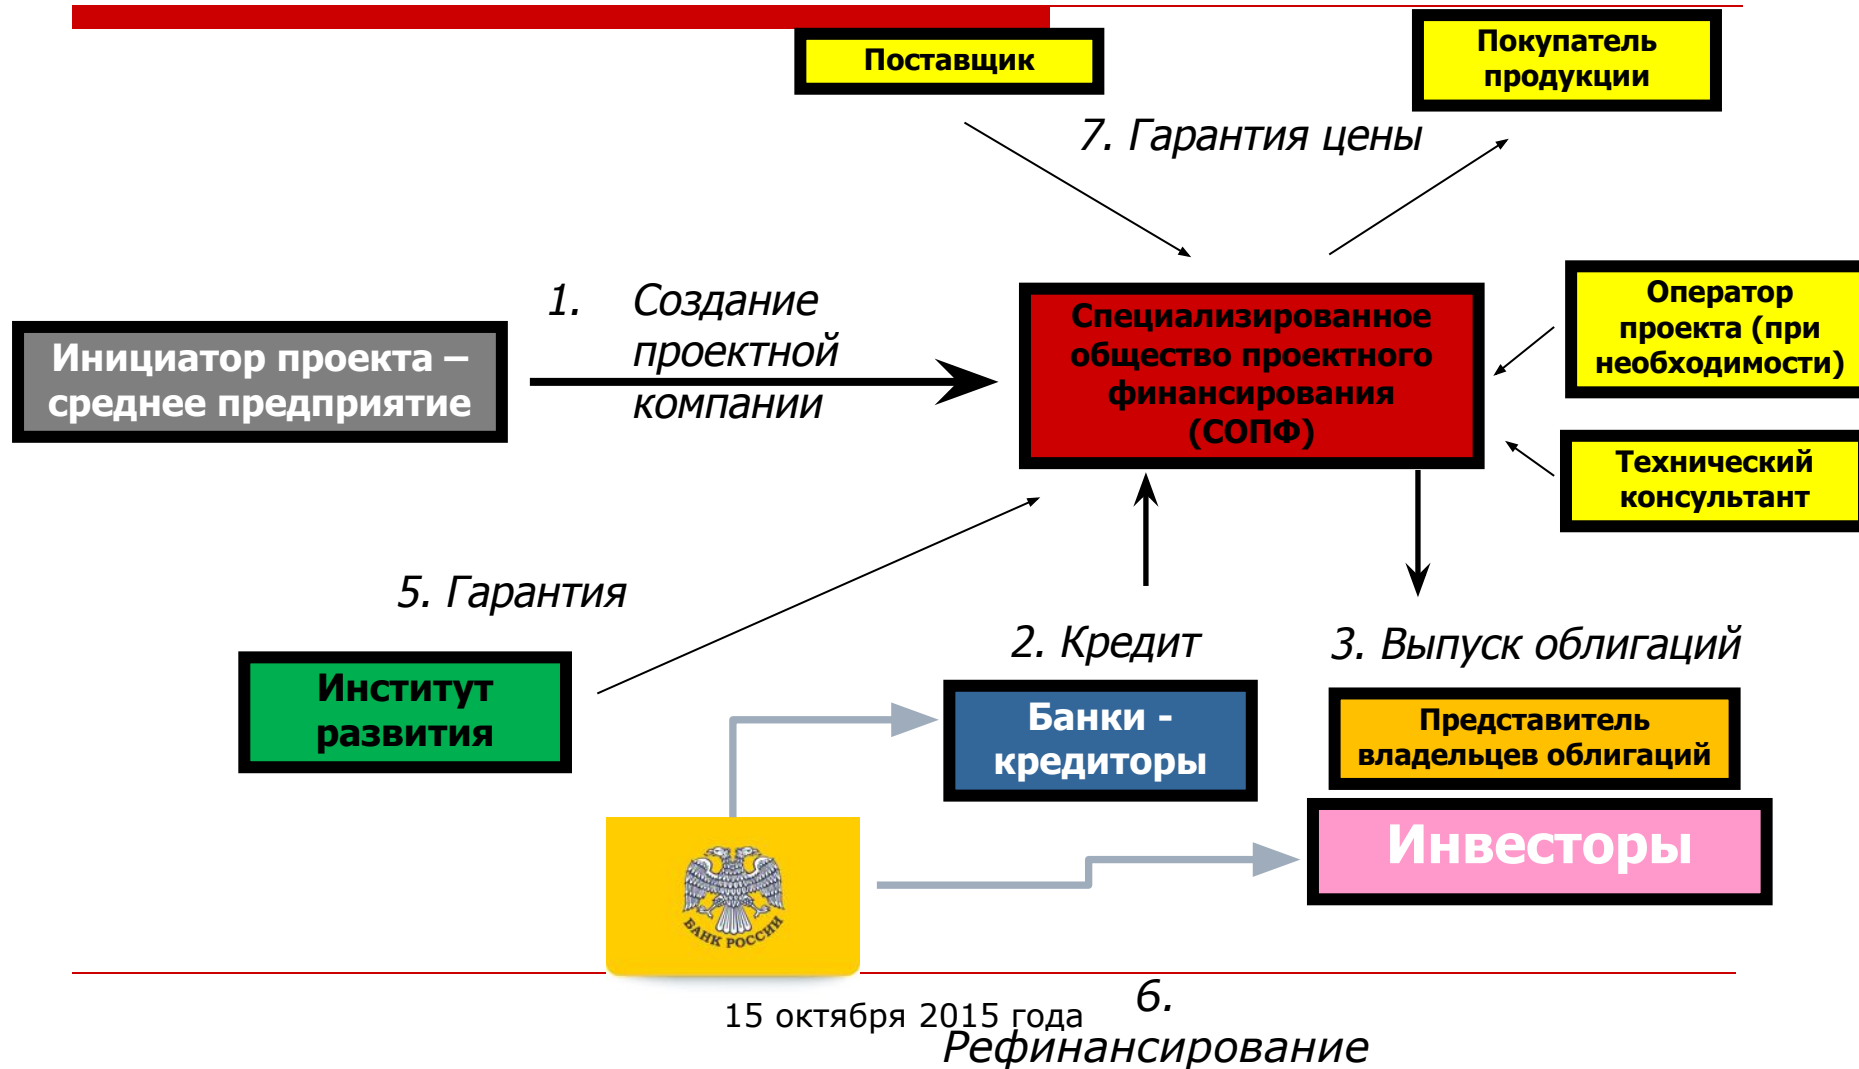 Поставщик
Покупатель
продукции
7. Гарантия цены
1. Создание
проектной
компании
Инициатор проекта –
среднее предприятие
Специализированное
общество проектного
финансирования
(СОПФ)
Оператор
проекта (при
необходимости)
Технический
консультант
5. Гарантия
2. Кредит
3. Выпуск облигаций
Институт
развития
Банки -
кредиторы
Представитель
владельцев облигаций
Инвесторы
БАНК РОССИИ
15 октября 2015 года
6.
Рефинансирование